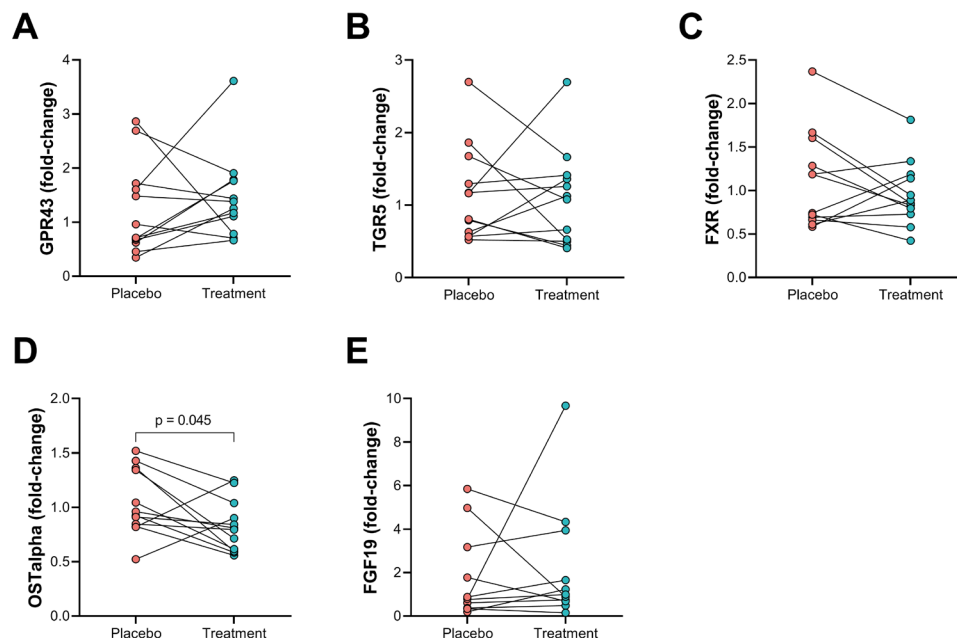 A
GPR43 (fold-change)
4
3
2
1
0
Placebo Treatment
B
TGR5 (fold-change)
3
2
1
0
Placebo Treatment
C
FXR (fold-change)
2.5
2.0
1.5
1.0
0.5
0.0
Placebo Treatment
D
OSTalpha (fold-change)
2.0
1.5
1.0
0.5
0.0
p = 0.045
Placebo Treatment
E
FGF19 (fold-change)
10
8
6
4
2
0
Placebo Treatment